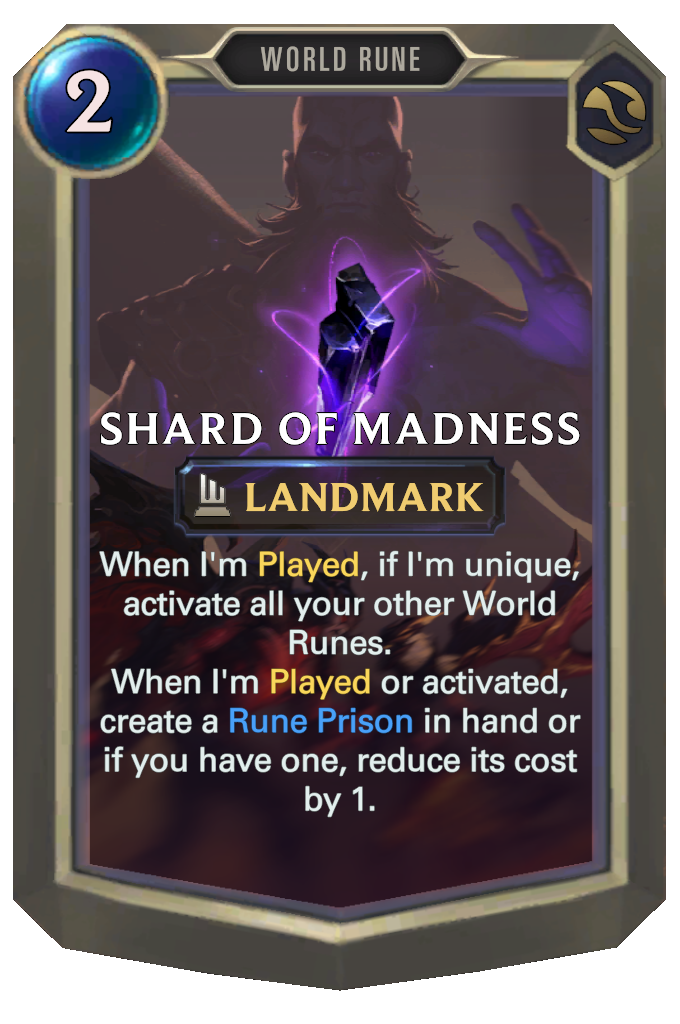 WORLD RUNE
2
SHARD OF MADNESS
LANDMARK
When I'm Played, if I'm unique,
activate all your other World
Runes.
When I'm Played or activated,
create a Rune Prison in hand or
if you have one, reduce its cost
by 1.